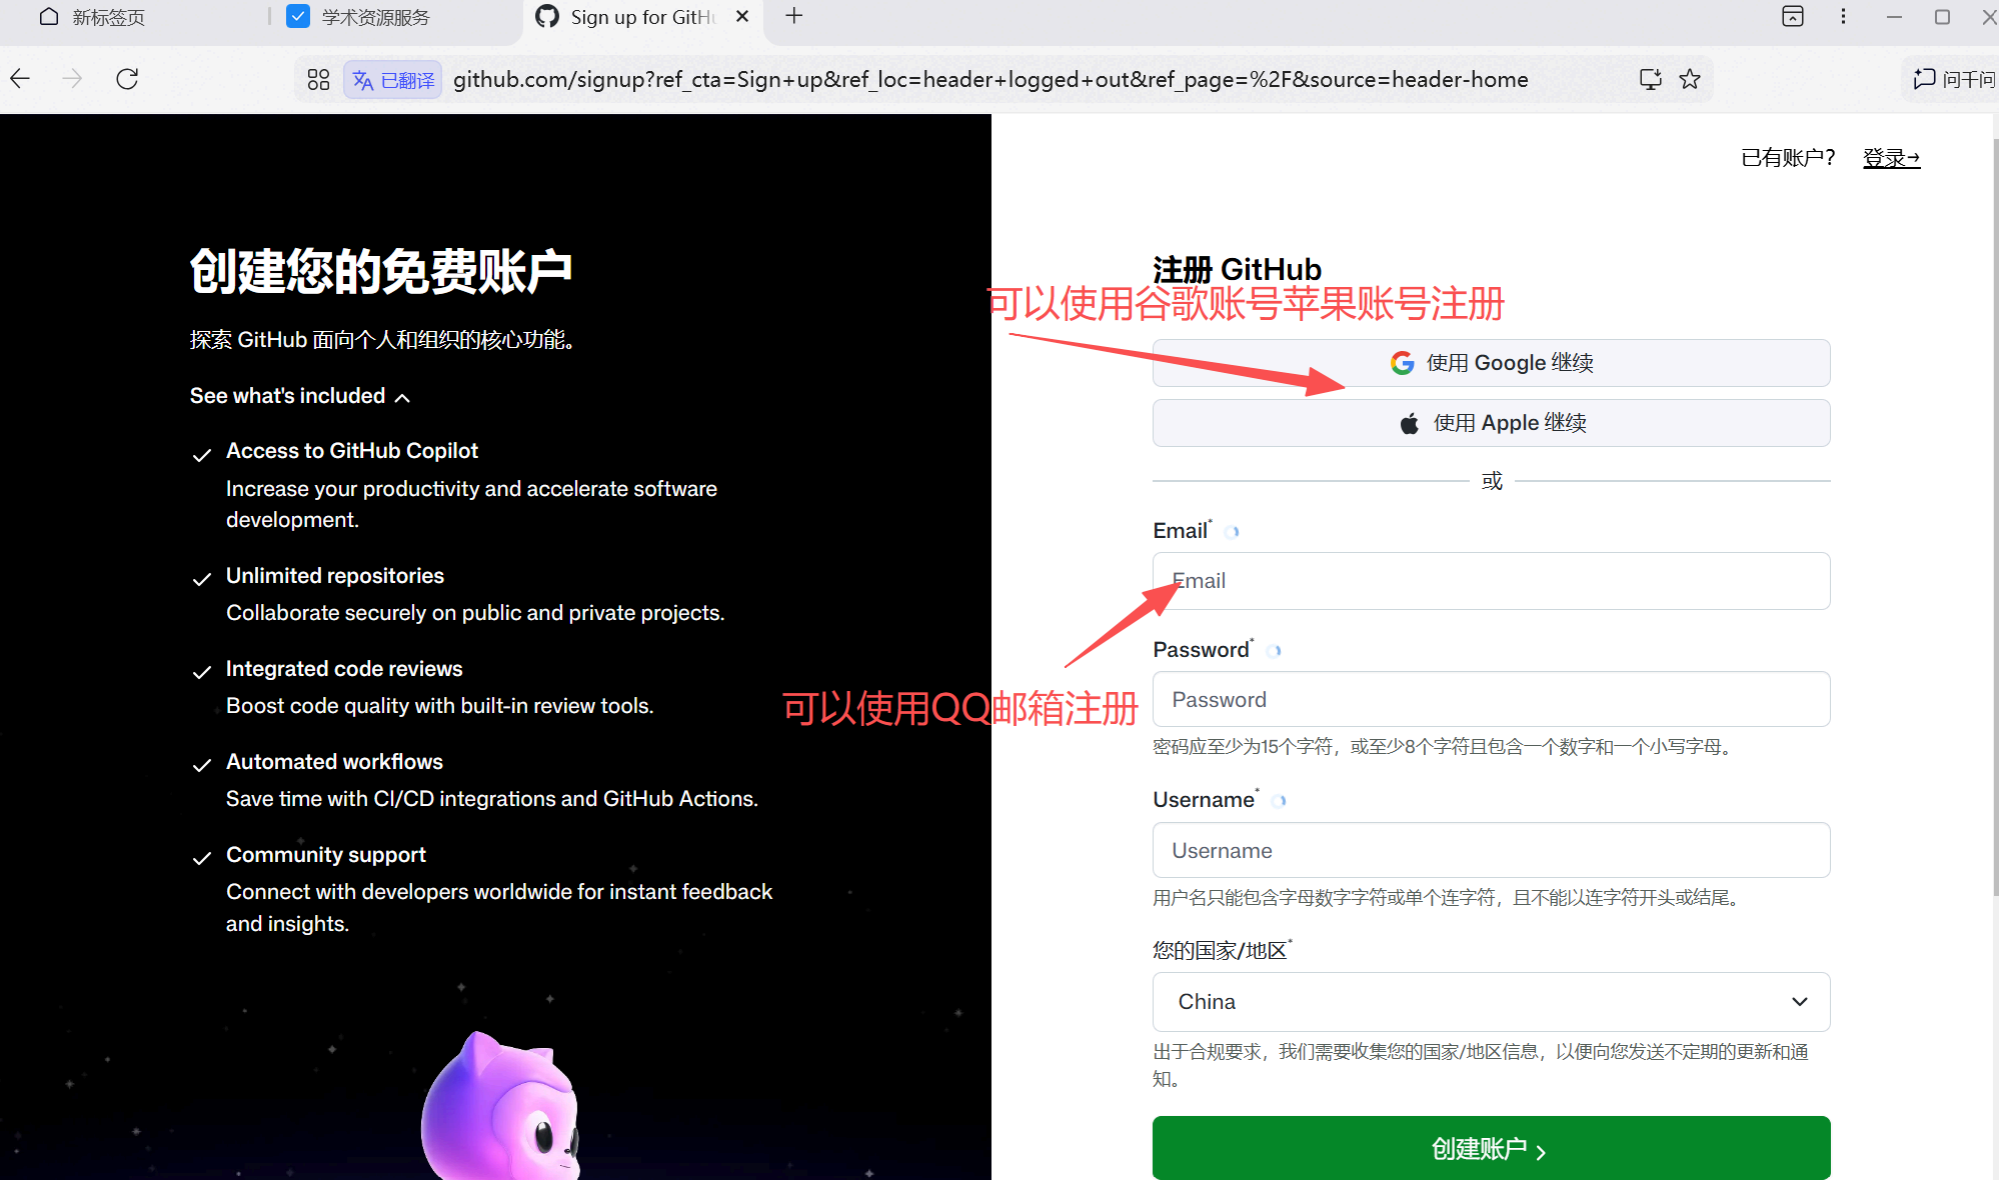 新标签页
学术资源服务
Sign up for GitHu
已翻译
github.com/signup?ref_cta=Sign+up&ref_loc=header+logged+out&ref_page=%2F&source=header-home
问千问
已有账户？ 登录→
创建您的免费账户
探索 GitHub 面向个人和组织的核心功能。
See what's included
Access to GitHub Copilot
Increase your productivity and accelerate software
development.
Unlimited repositories
Collaborate securely on public and private projects.
Integrated code reviews
Boost code quality with built-in review tools.
Automated workflows
Save time with CI/CD integrations and GitHub Actions.
Community support
Connect with developers worldwide for instant feedback
and insights.
注册 GitHub
可以使用谷歌账号苹果账号注册
使用 Google 继续
使用 Apple 继续
或
Email*
Email
可以使用QQ邮箱注册
Password*
Password
密码应至少为15个字符，或至少8个字符且包含一个数字和一个小写字母。
Username*
Username
用户名只能包含字母数字字符或单个连字符，且不能以连字符开头或结尾。
您的国家/地区*
China
出于合规要求，我们需要收集您的国家/地区信息，以便向您发送不定期的更新和通
知。
创建账户